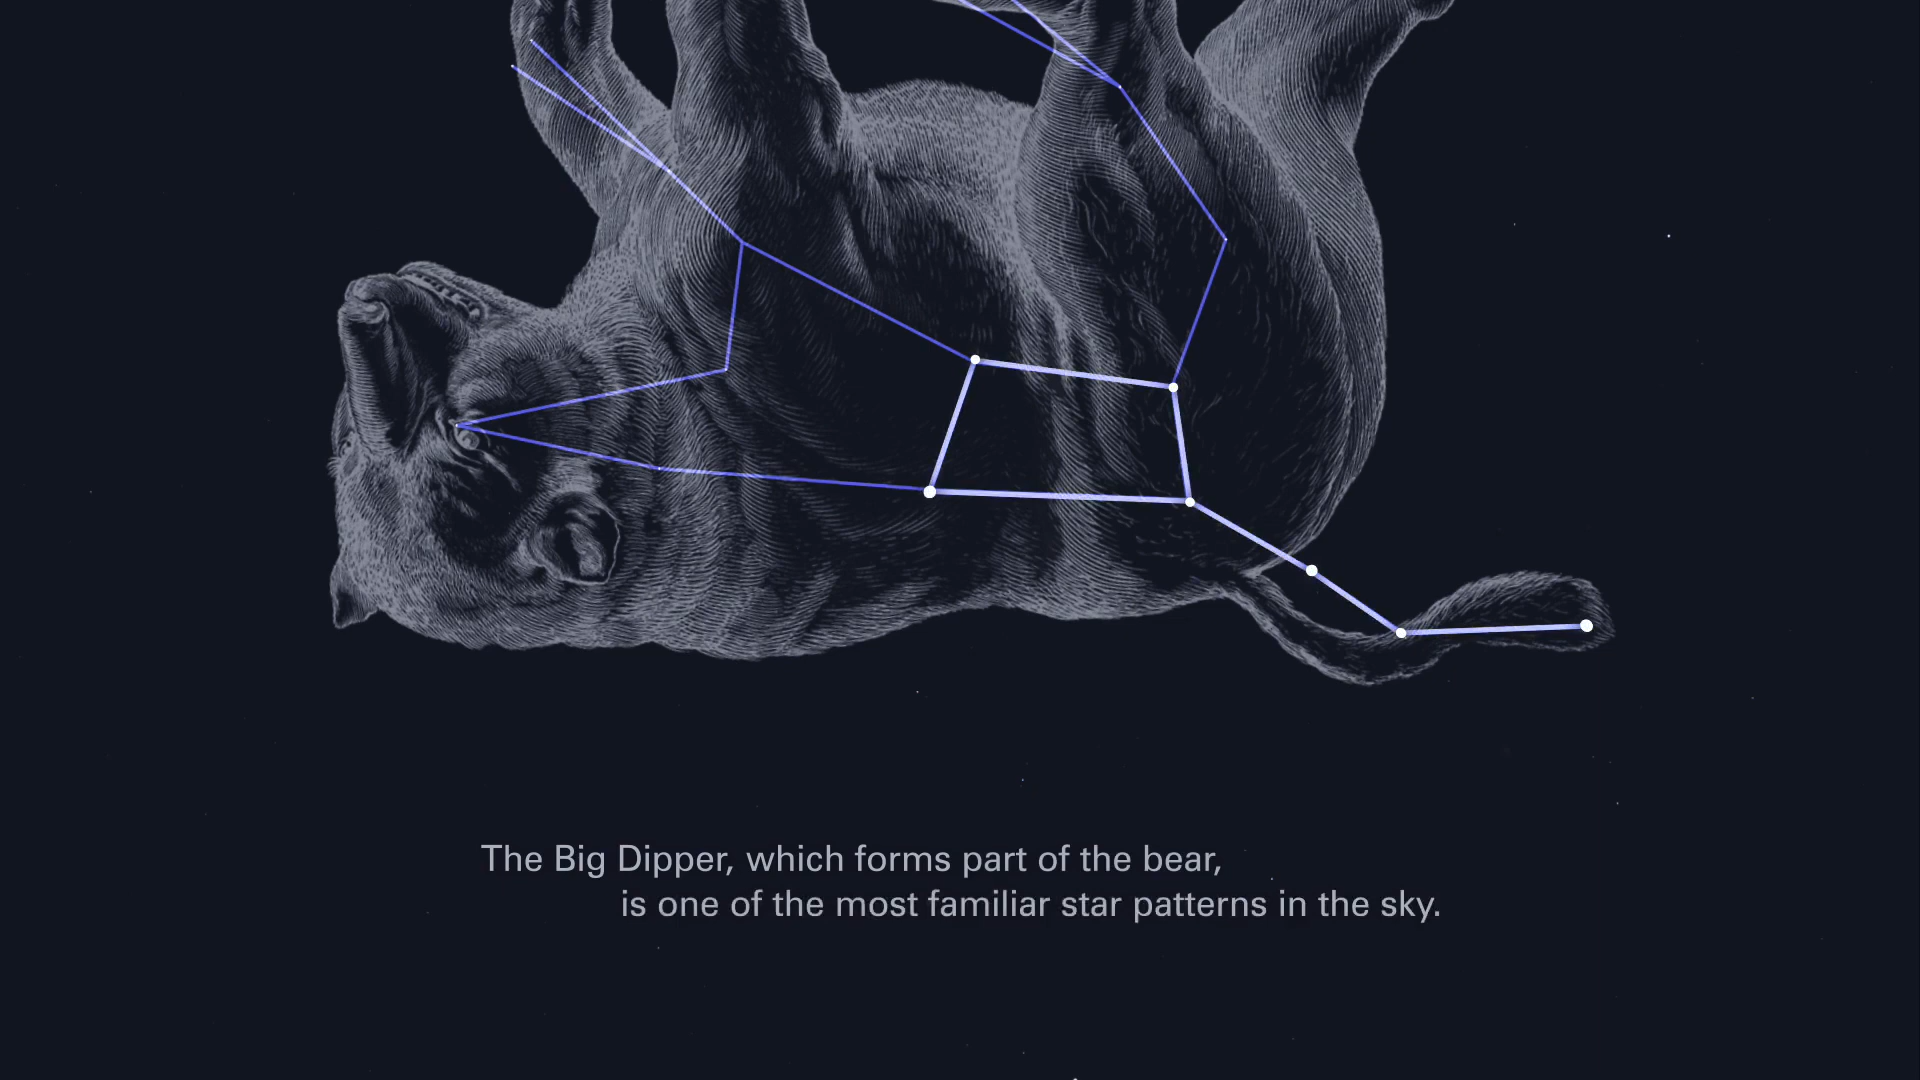 The Big Dipper, which forms part of the bear,
is one of the most familiar star patterns in the sky.